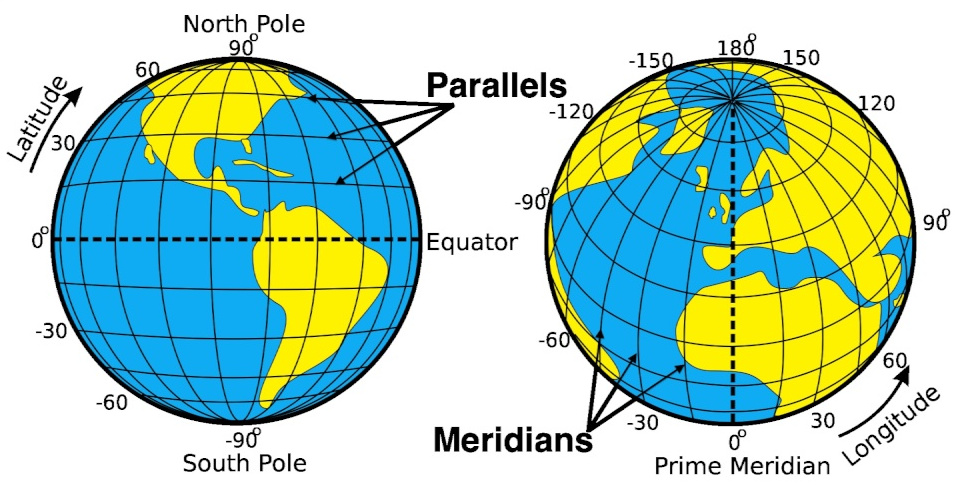 North Pole
90°
60
Latitude
30
0°
Equator
-30
-60
-90°
South Pole
Parallels
Meridians
180°
-150
150
-120
120
-90°
90°
-60
60
-30
30
0°
Longitude
Prime Meridian